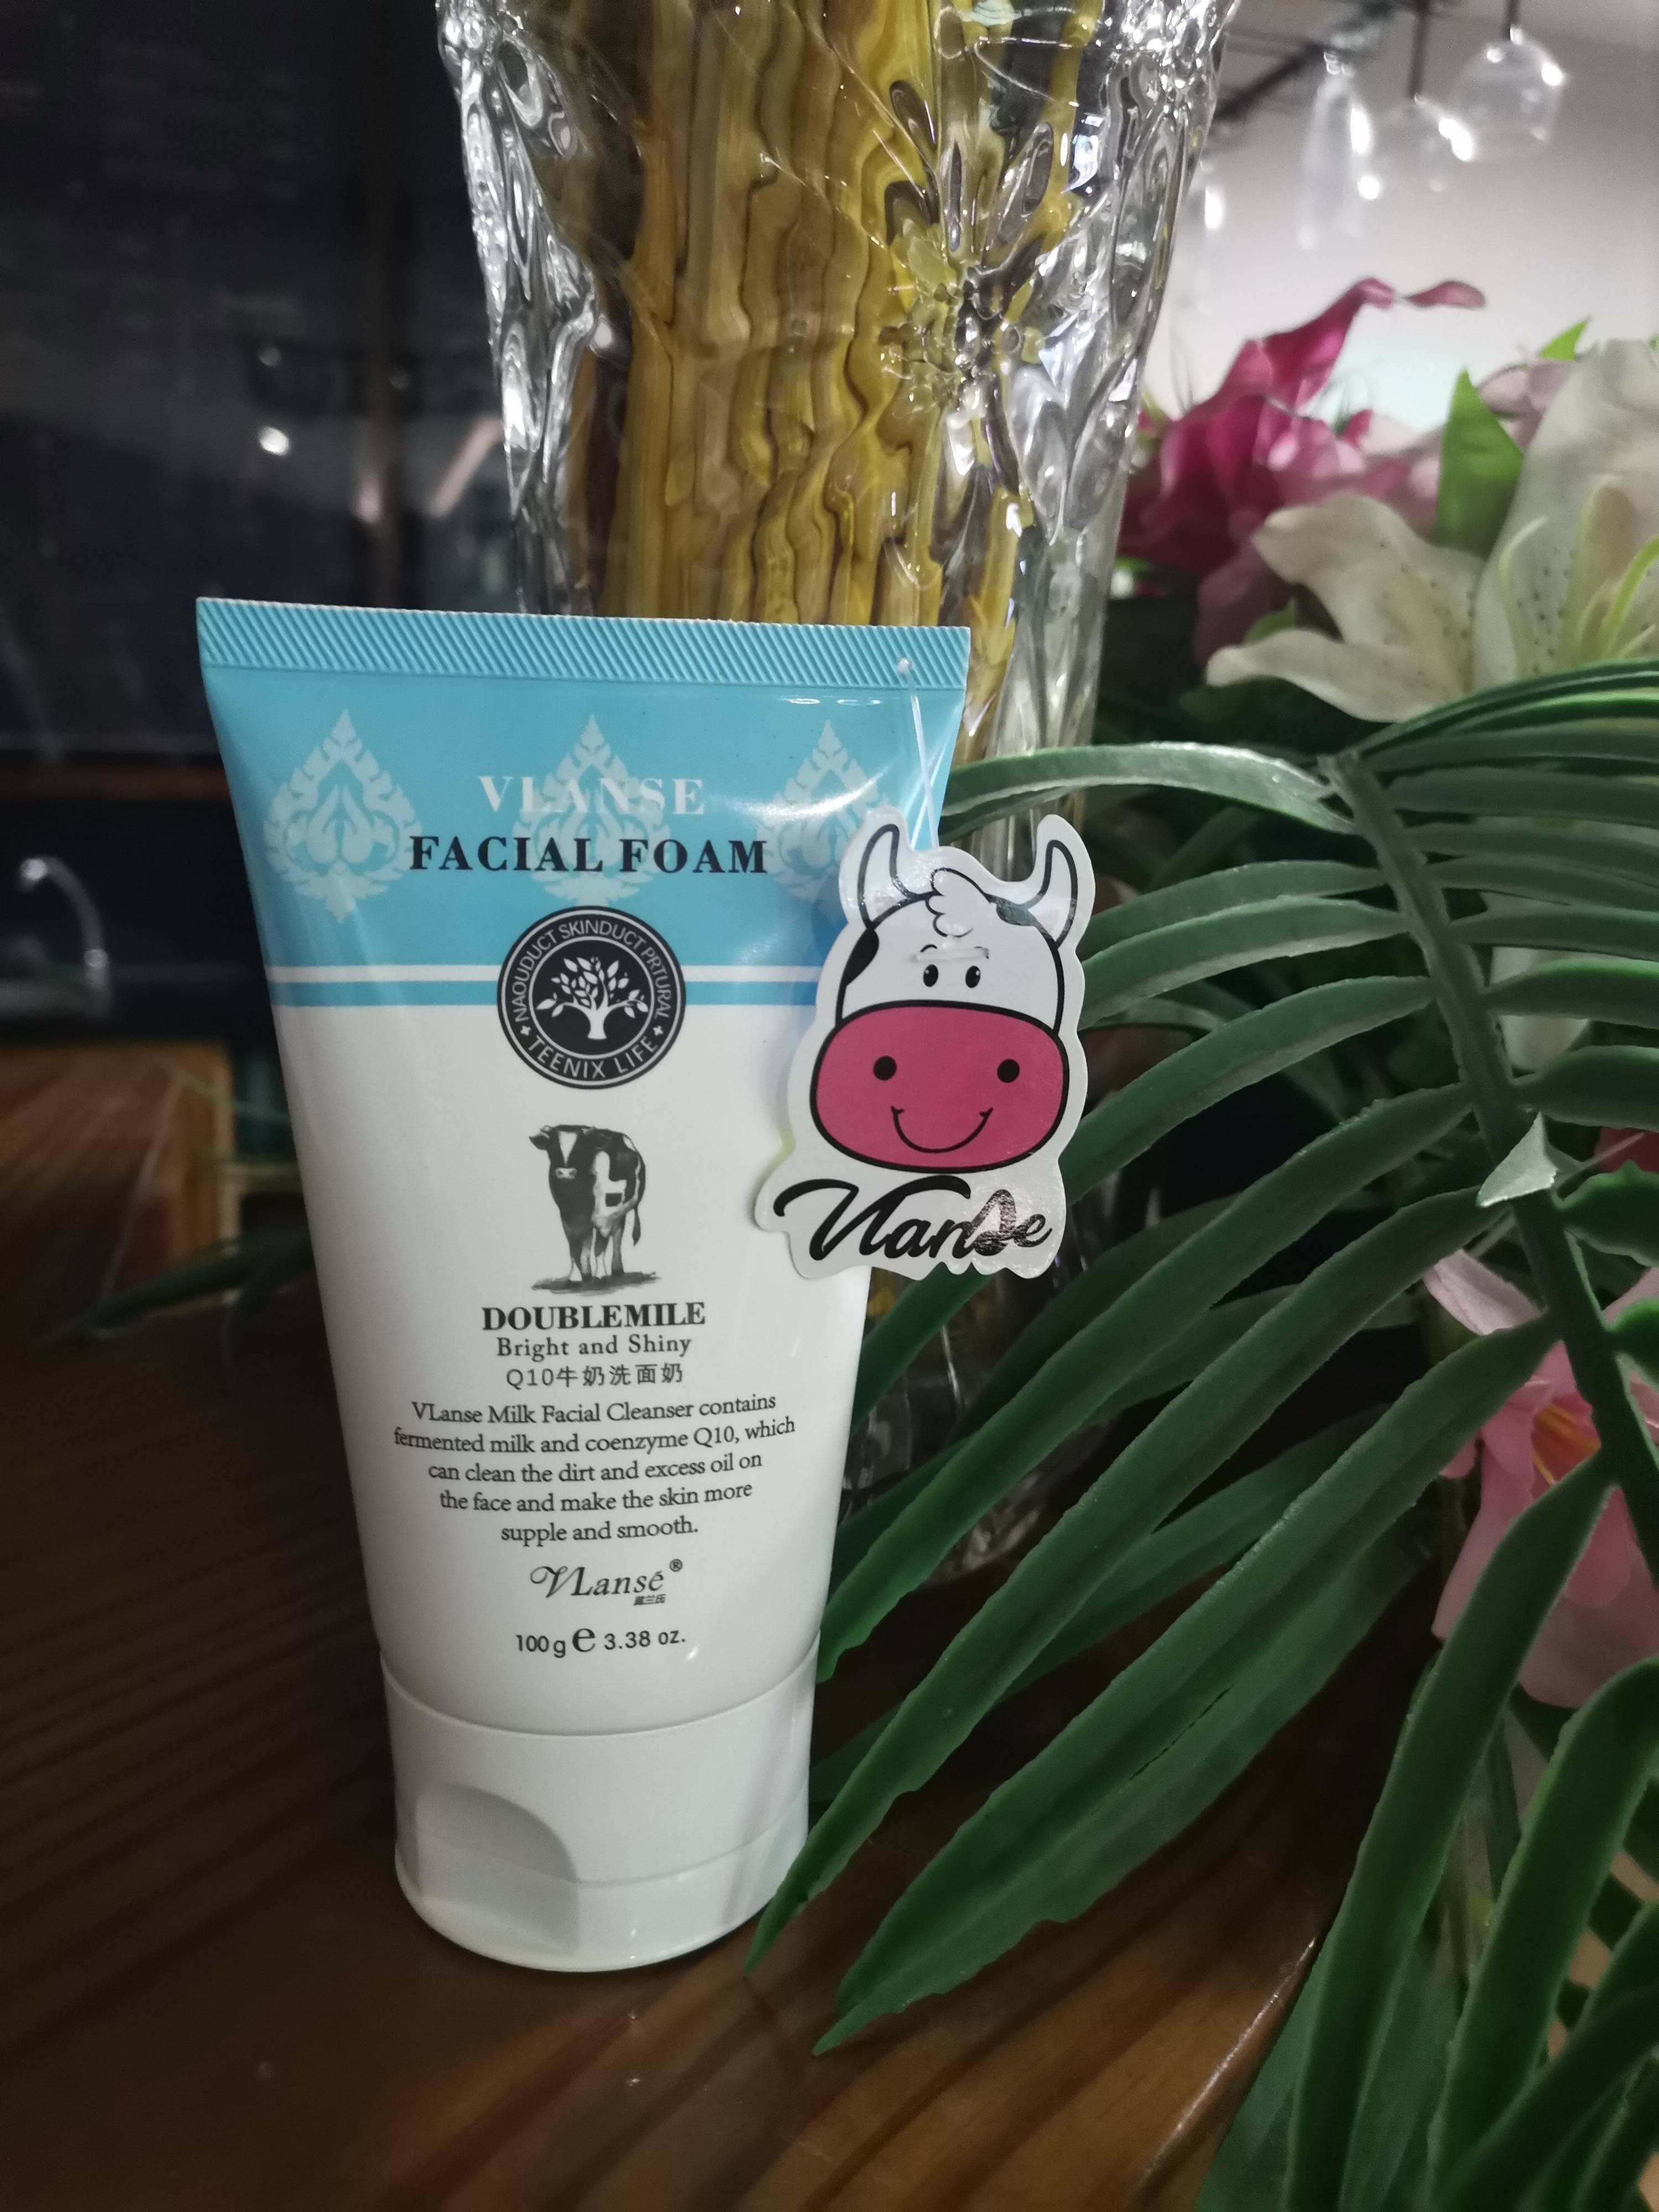 VLANSE
FACIAL FOAM
NAOUDUCT SKINDUCT PRTURAL
TEENIX LIFE
DOUBLEMILE
Bright and Shiny
Q10牛奶洗面奶
VLanse Milk Facial Cleanser contains
fermented milk and coenzyme Q10, which
can clean the dirt and excess oil on
the face and make the skin more
supple and smooth.
VLansé®
100g e 3.38 oz.
Vlanse